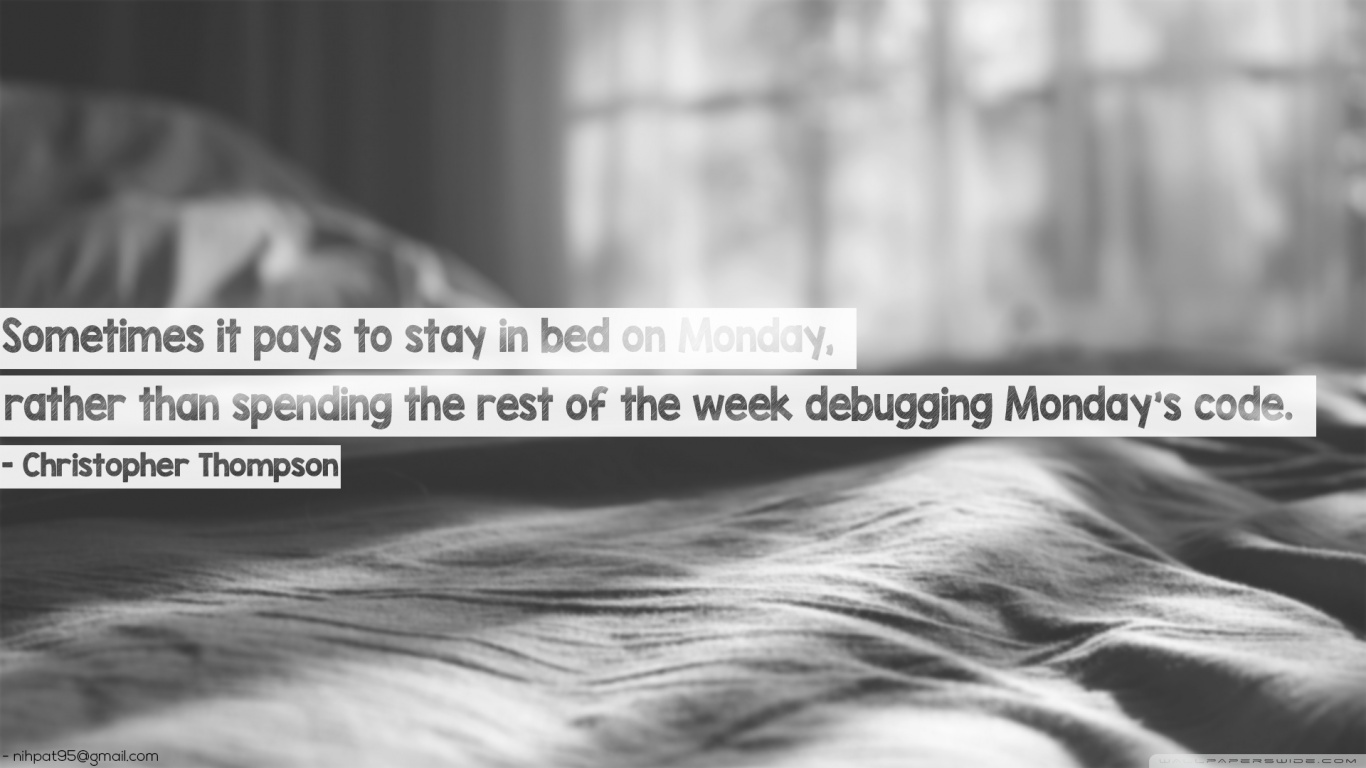 Sometimes it pays to stay in bed on Monday,
rather than spending the rest of the week debugging Monday's code.
- Christopher Thompson
- nihpat95@gmail.com
WALLPAPERSWIDE.COM